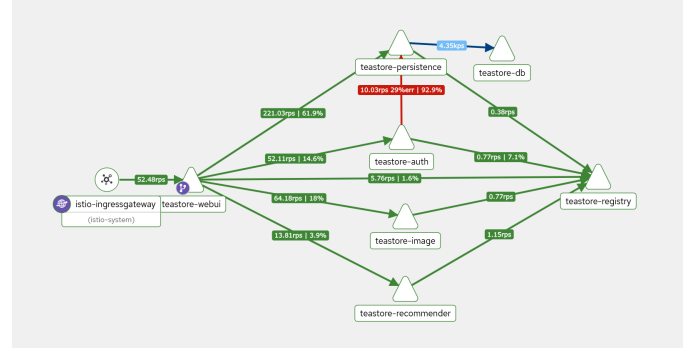 4.35kps
teastore-persistence
teastore-db
10.03rps 29%err | 92.9%
221.03rps | 61.9%
0.38rps
52.11rps | 14.6%
teastore-auth
0.77rps | 7.1%
52.48rps
5.76rps | 1.6%
istio-ingressgateway
(istio-system)
teastore-webui
64.18rps | 18%
0.77rps
teastore-registry
teastore-image
13.81rps | 3.9%
1.15rps
teastore-recommender